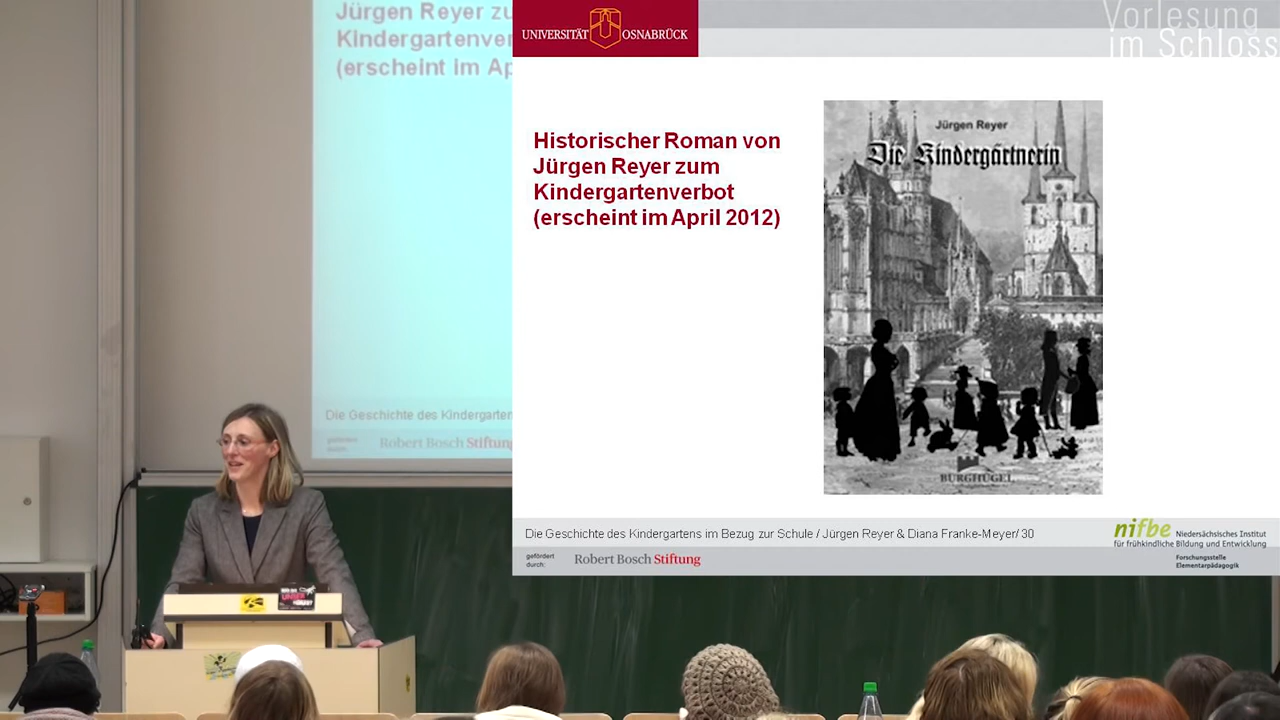 Jürgen Reyer zu
Kindergartenver
(erscheint im Ap
Die Geschichte des Kindergarten
gefördert
durch:
Robert Bosch Stiftung
UNIVERSITÄT OSNABRÜCK
Vorlesung
im Schloss
Historischer Roman von
Jürgen Reyer zum
Kindergartenverbot
(erscheint im April 2012)
Jürgen Reyer
Die Kindergärtnerin
BURGHÜGEL
Die Geschichte des Kindergartens im Bezug zur Schule / Jürgen Reyer & Diana Franke-Meyer/ 30
gefördert
durch:
Robert Bosch Stiftung
nifbe Niedersächsisches Institut
für frühkindliche Bildung und Entwicklung
Forschungsstelle
Elementarpädagogik